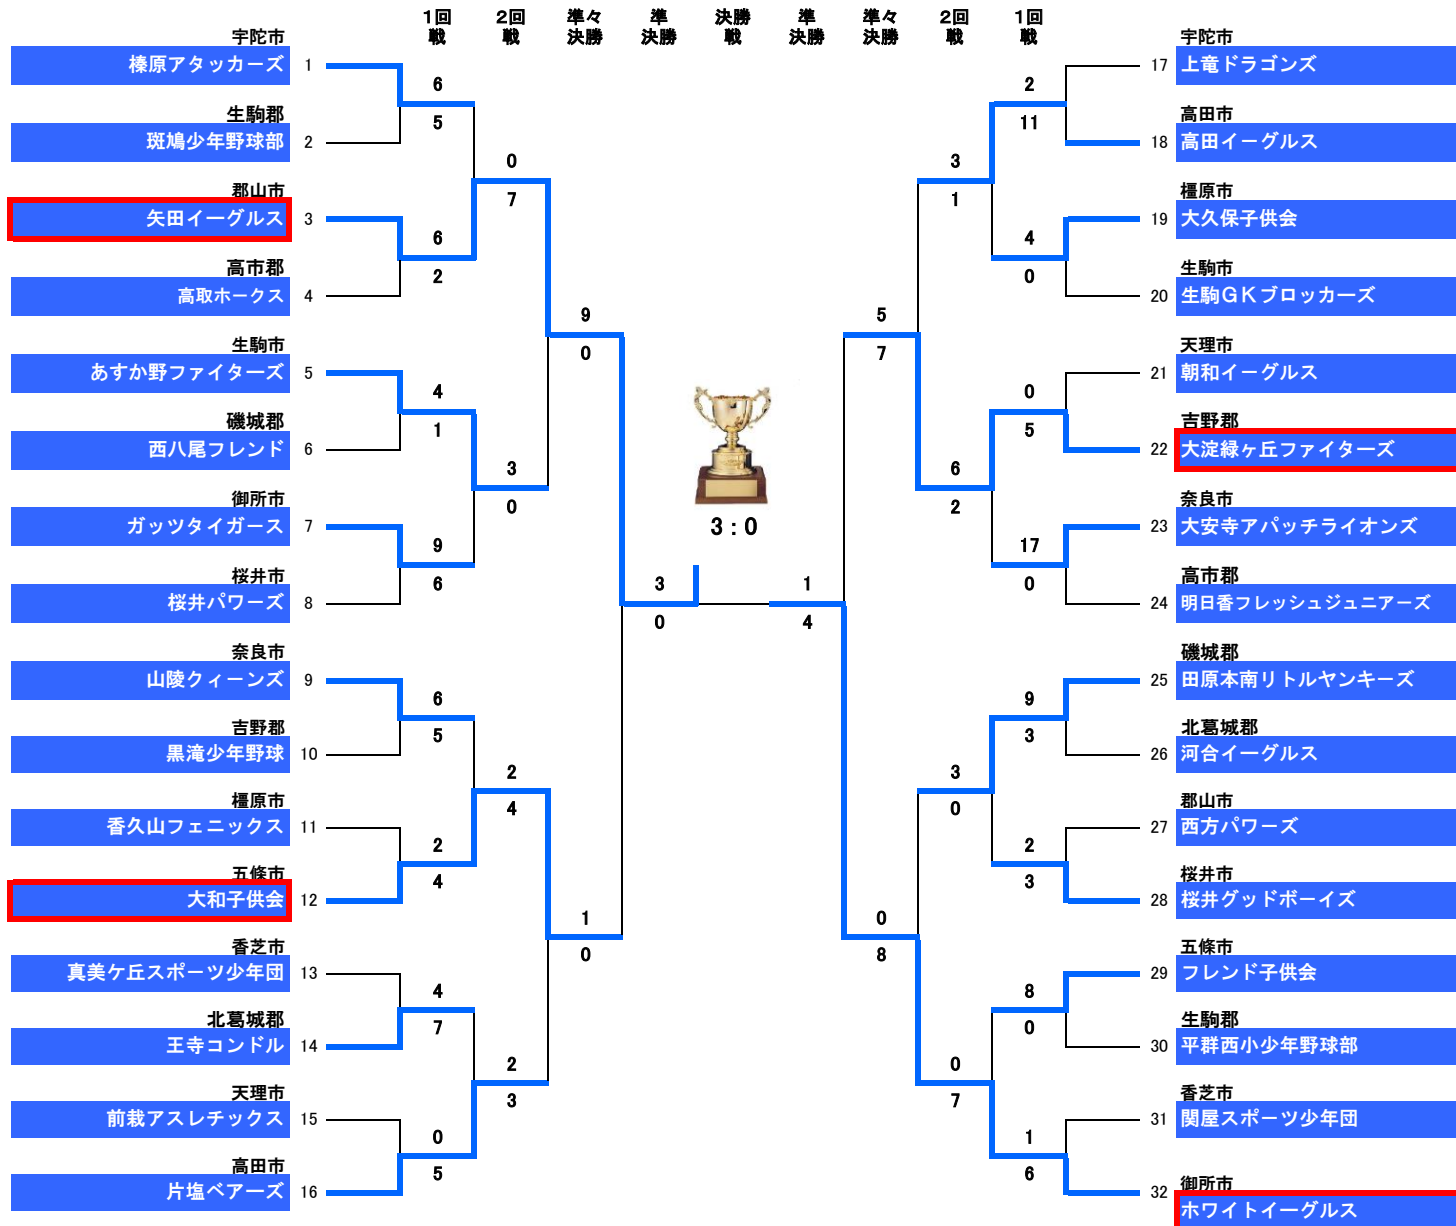 1回戦
2回戦
準々決勝
準決勝
決勝戦
準決勝
準々決勝
2回戦
1回戦
宇陀市
榛原アタッカーズ 1
生駒郡
斑鳩少年野球部 2
郡山市
矢田イーグルス 3
高市郡
高取ホークス 4
生駒市
あすか野ファイターズ 5
磯城郡
西八尾フレンド 6
御所市
ガッツタイガース 7
桜井市
桜井パワーズ 8
奈良市
山陵クィーンズ 9
吉野郡
黒滝少年野球 10
橿原市
香久山フェニックス 11
五條市
大和子供会 12
香芝市
真美ケ丘スポーツ少年団 13
北葛城郡
王寺コンドル 14
天理市
前栽アスレチックス 15
高田市
片塩ベアーズ 16
6
5
6
2
4
1
9
6
6
5
2
4
4
7
0
5
0
7
3
0
2
4
2
3
9
0
1
0
3
0
3 : 0
1
4
5
7
0
8
3
1
6
2
3
0
0
7
2
11
4
0
0
5
17
0
9
3
2
3
8
0
1
6
宇陀市
17 上竜ドラゴンズ
高田市
18 高田イーグルス
橿原市
19 大久保子供会
生駒市
20 生駒GKブロッカーズ
天理市
21 朝和イーグルス
吉野郡
22 大淀緑ヶ丘ファイターズ
奈良市
23 大安寺アパッチライオンズ
高市郡
24 明日香フレッシュジュニアーズ
磯城郡
25 田原本南リトルヤンキーズ
北葛城郡
26 河合イーグルス
郡山市
27 西方パワーズ
桜井市
28 桜井グッドボーイズ
五條市
29 フレンド子供会
生駒郡
30 平群西小少年野球部
香芝市
31 関屋スポーツ少年団
御所市
32 ホワイトイーグルス